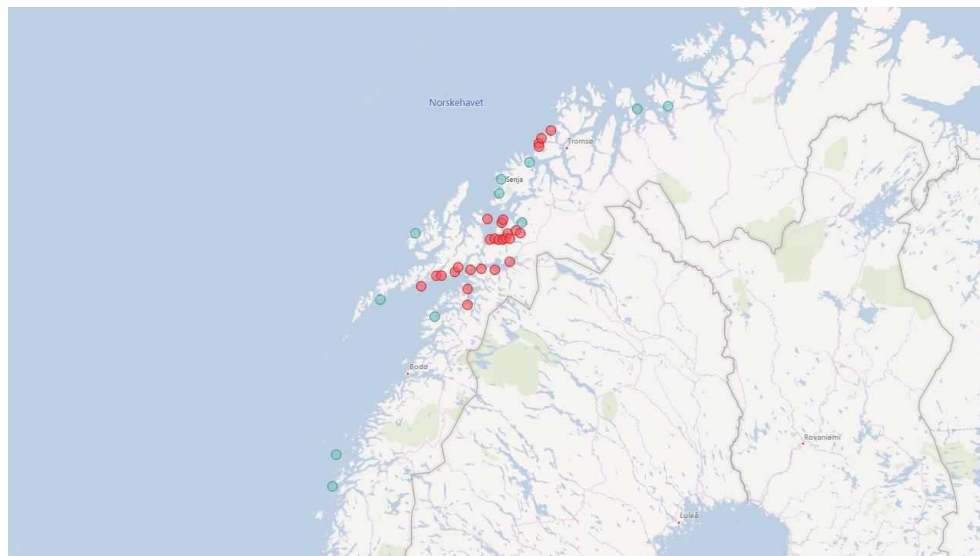 Norskehavet
Tromsø
Senja
Bodø
Rovaniemi
Luleå